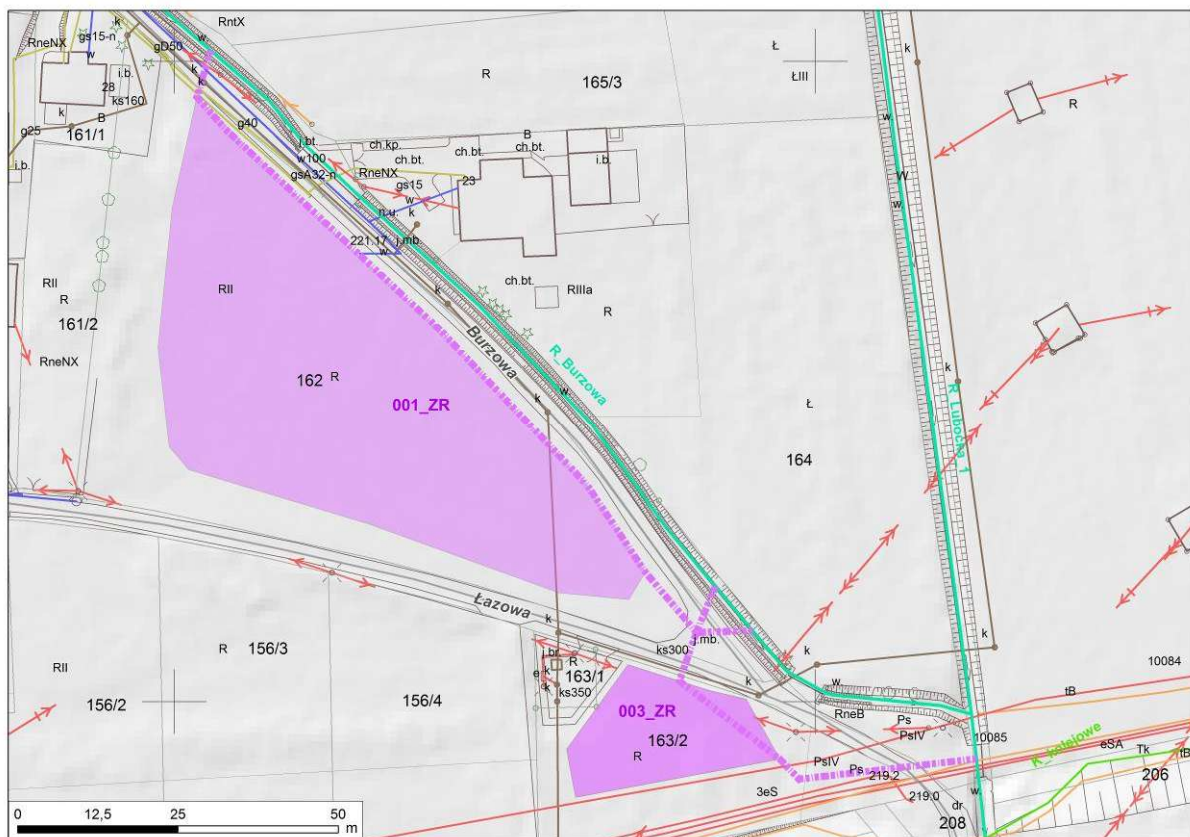 RneNX
gs15-n
k
w
gD50
w
RntX
k
k
R
165/3
Ł
ŁIII
k
R
28
i.b.
ks160
k
B
g25
161/1
i.b.
g40
j.bt.
w100
gsA32-n
ch.kp.
ch.bt.
ch.bt.
B
ch.bt.
i.b.
RneNX
gs15
w
23
n.u.
k
221.17
j.mb.
w
w
W
w
RII
R
161/2
RneNX
RII
k
ch.bt.
RIIIa
R
162
R
001_ZR
Burzowa
R_Burzowa
w
k
k
Ł
164
R_Lubocka_1
Łazowa
k
j.mb.
ks300
k
k
RII
R
156/3
156/2
156/4
j.br.
R
e
k
163/1
ks350
003_ZR
163/2
R
k
w
RneB
Ps
PsIV
10084
tB
10085
K_kolejowe
eSA
Tk
tB
PsIV
Ps
219.2
3eS
219.0
dr
208
w
206
0
12,5
25
50
m